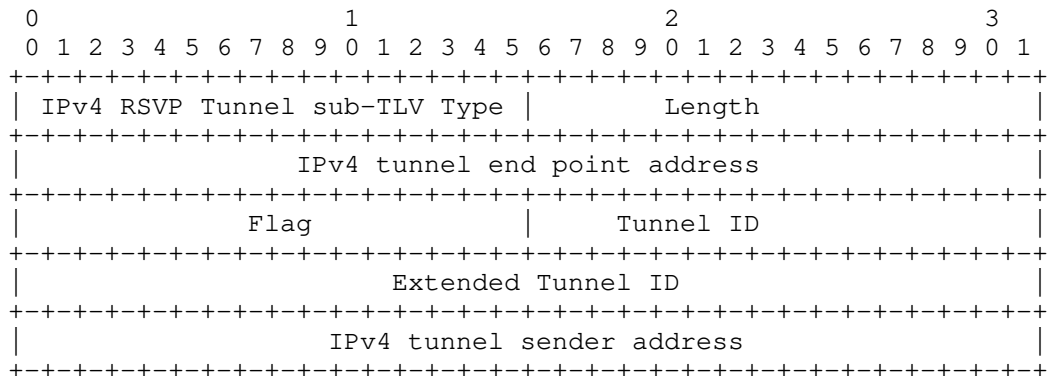 0                   1                   2                   3
0 1 2 3 4 5 6 7 8 9 0 1 2 3 4 5 6 7 8 9 0 1 2 3 4 5 6 7 8 9 0 1
+-+-+-+-+-+-+-+-+-+-+-+-+-+-+-+-+-+-+-+-+-+-+-+-+-+-+-+-+-+-+-+-+
| IPv4 RSVP Tunnel sub-TLV Type |        Length                 |
+-+-+-+-+-+-+-+-+-+-+-+-+-+-+-+-+-+-+-+-+-+-+-+-+-+-+-+-+-+-+-+-+
|                 IPv4 tunnel end point address                 |
+-+-+-+-+-+-+-+-+-+-+-+-+-+-+-+-+-+-+-+-+-+-+-+-+-+-+-+-+-+-+-+-+
|              Flag             |     Tunnel ID                 |
+-+-+-+-+-+-+-+-+-+-+-+-+-+-+-+-+-+-+-+-+-+-+-+-+-+-+-+-+-+-+-+-+
|                       Extended Tunnel ID                      |
+-+-+-+-+-+-+-+-+-+-+-+-+-+-+-+-+-+-+-+-+-+-+-+-+-+-+-+-+-+-+-+-+
|                   IPv4 tunnel sender address                  |
+-+-+-+-+-+-+-+-+-+-+-+-+-+-+-+-+-+-+-+-+-+-+-+-+-+-+-+-+-+-+-+-+